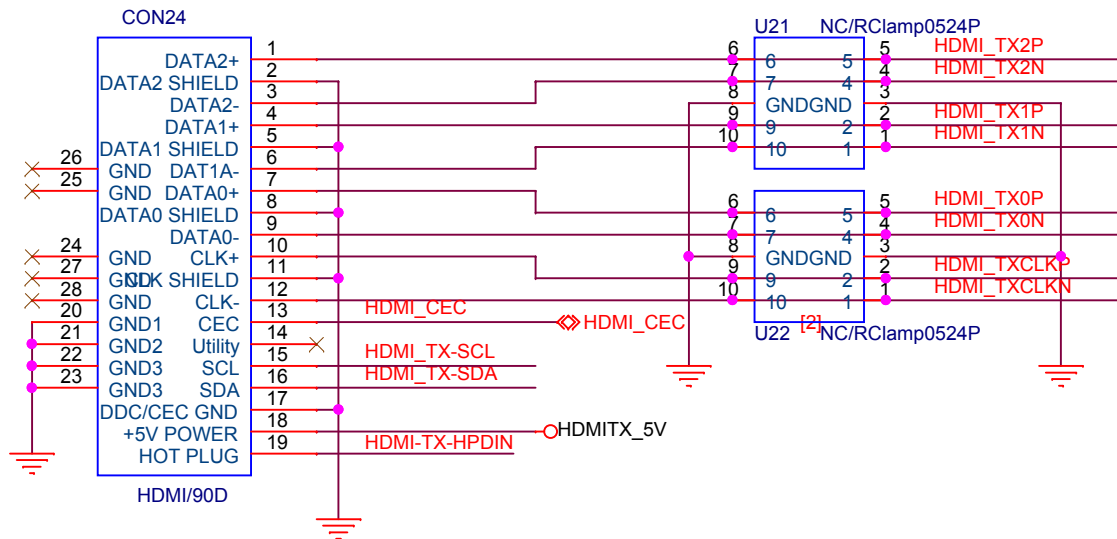 CON24
U21 NC/RClamp0524P
1 DATA2+
2 DATA2 SHIELD
3 DATA2-
4 DATA1+
5 DATA1 SHIELD
26 GND 6 DAT1A-
25 GND 7 DATA0+
8 DATA0 SHIELD
9 DATA0-
24 GND 10 CLK+
27 GND 11 CLK SHIELD
28 GND 12 CLK-
20 GND1 13 CEC HDMI_CEC HDMI_CEC
21 GND2 14 Utility
22 GND3 15 SCL HDMI_TX-SCL
23 GND3 16 SDA HDMI_TX-SDA
17 DDC/CEC GND
18 +5V POWER HDMITX_5V
19 HOT PLUG HDMI-TX-HPDIN
HDMI/90D
6 6 5 5 HDMI_TX2P
7 7 4 4 HDMI_TX2N
8 GNDGND 3
9 9 2 2 HDMI_TX1P
10 10 1 1 HDMI_TX1N
6 6 5 5 HDMI_TX0P
7 7 4 4 HDMI_TX0N
8 GNDGND 3
9 9 2 2 HDMI_TXCLKP
10 10 1 1 HDMI_TXCLKN
U22 [2] NC/RClamp0524P